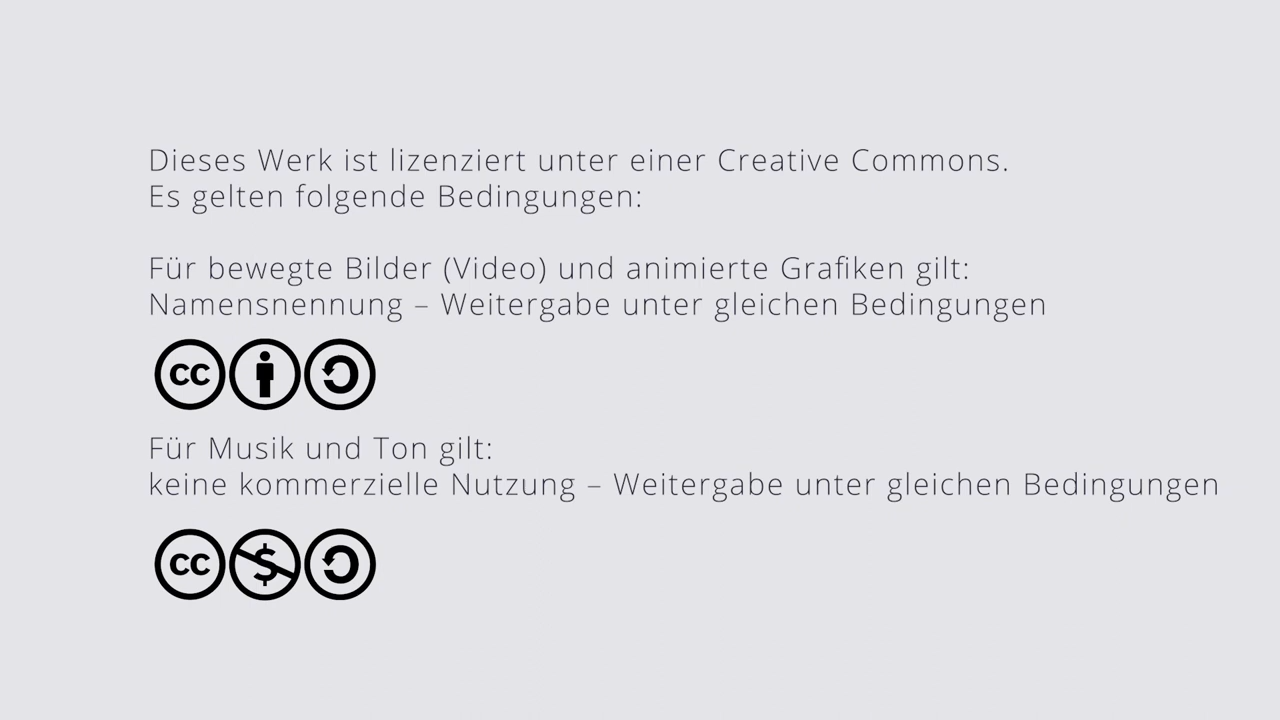 Dieses Werk ist lizenziert unter einer Creative Commons.
Es gelten folgende Bedingungen:
Für bewegte Bilder (Video) und animierte Grafiken gilt:
Namensnennung – Weitergabe unter gleichen Bedingungen
cc
Für Musik und Ton gilt:
keine kommerzielle Nutzung – Weitergabe unter gleichen Bedingungen
cc $